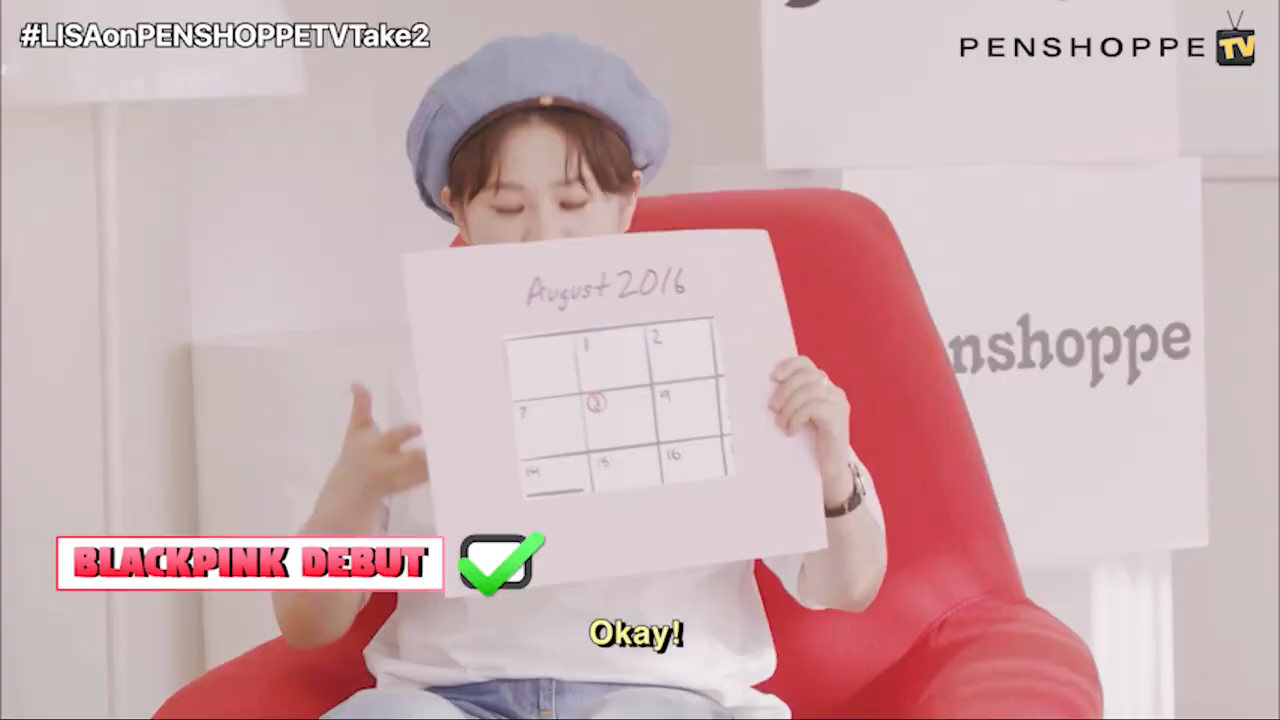 #LISAonPENSHOPPETVTake2
PENSHOPPE TV
August 2016
1 2
7 8 9
14 15 16
nshoppe
BLACKPINK DEBUT
Okay!